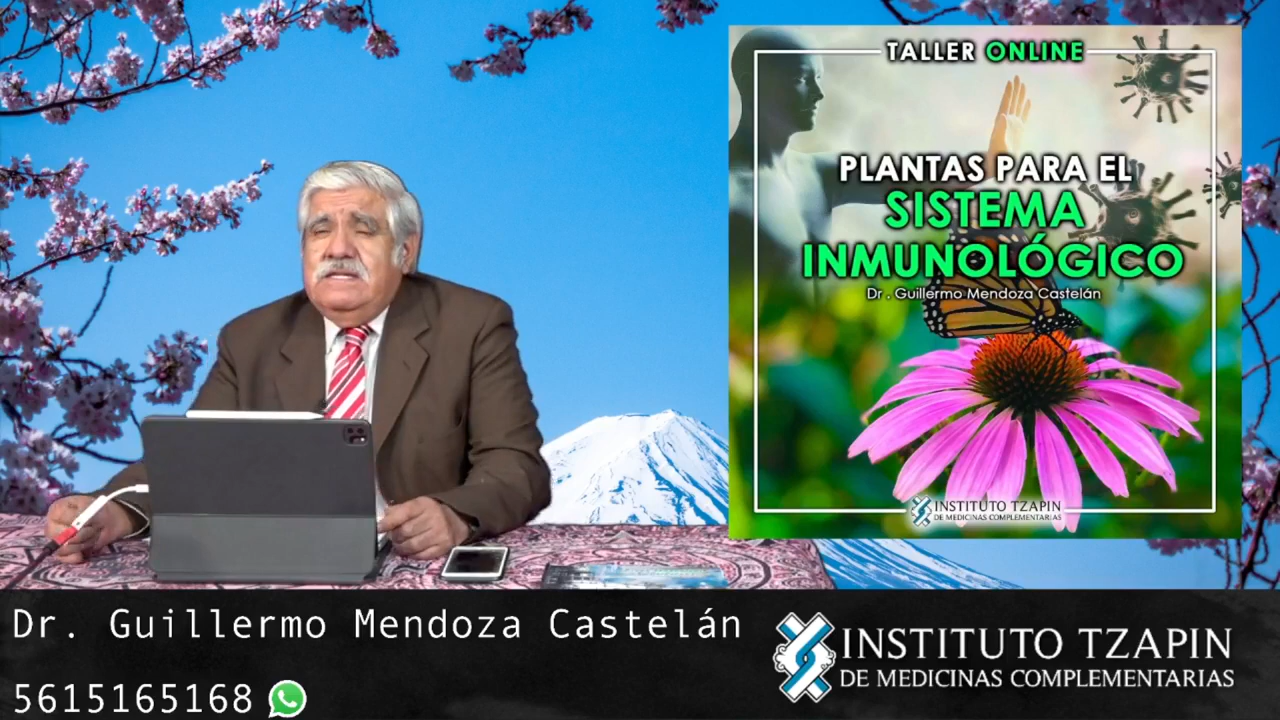 TALLER ONLINE
PLANTAS PARA EL
SISTEMA
INMUNOLÓGICO
Dr . Guillermo Mendoza Castelán
INSTITUTO TZAPIN
DE MEDICINAS COMPLEMENTARIAS
Dr. Guillermo Mendoza Castelán
5615165168
INSTITUTO TZAPIN
DE MEDICINAS COMPLEMENTARIAS